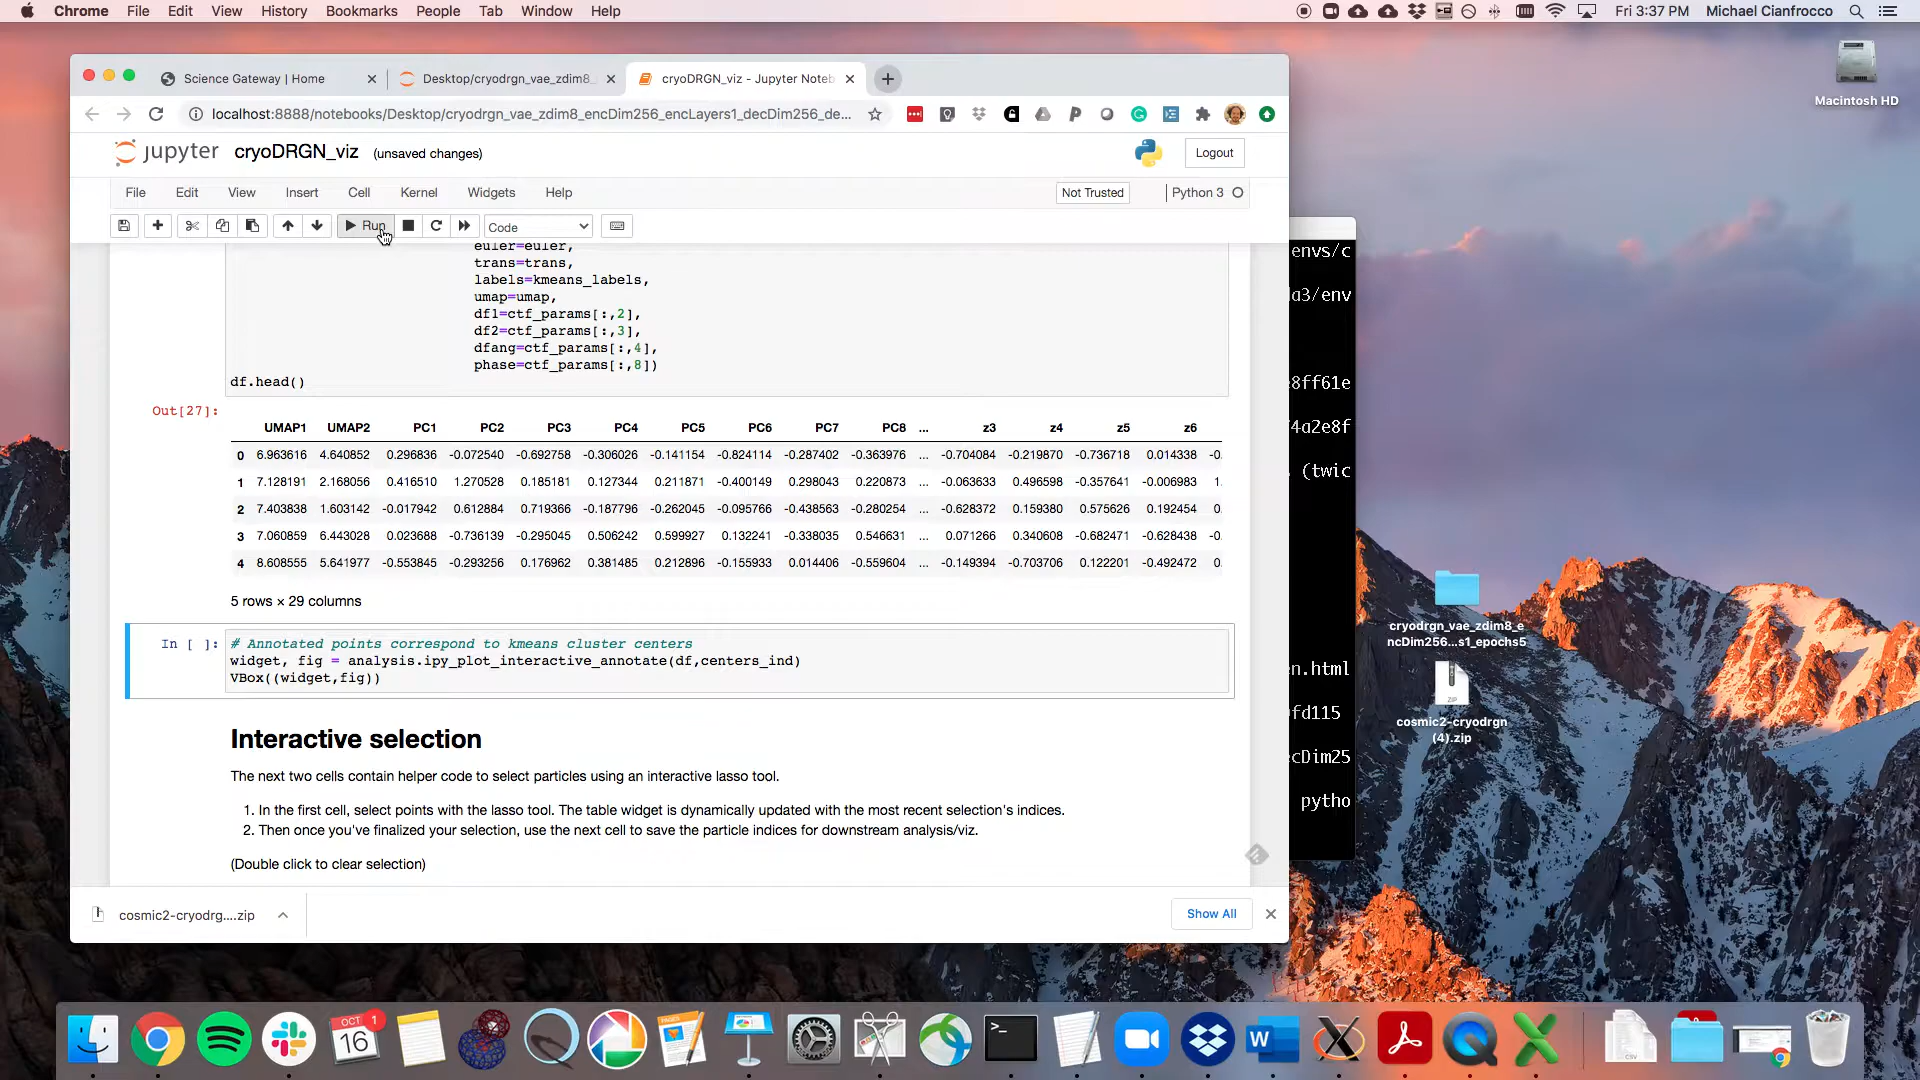 Chrome File Edit View History Bookmarks People Tab Window Help
Fri 3:37 PM Michael Cianfrocco
Science Gateway | Home
Desktop/cryodrgn_vae_zdim8_
cryoDRGN_viz - Jupyter Noteb
localhost:8888/notebooks/Desktop/cryodrgn_vae_zdim8_encDim256_encLayers1_decDim256_de...
jupyter cryoDRGN_viz (unsaved changes)
Logout
File Edit View Insert Cell Kernel Widgets Help
Not Trusted
Python 3
Run
Code
euler=euler,
trans=trans,
labels=kmeans_labels,
umap=umap,
df1=ctf_params[:,2],
df2=ctf_params[:,3],
dfang=ctf_params[:,4],
phase=ctf_params[:,8])
df.head()
Out[27]:
UMAP1 UMAP2 PC1 PC2 PC3 PC4 PC5 PC6 PC7 PC8 ... z3 z4 z5 z6
0 6.963616 4.640852 0.296836 -0.072540 -0.692758 -0.306026 -0.141154 -0.824114 -0.287402 -0.363976 ... -0.704084 -0.219870 -0.736718 0.014338 -0.
1 7.128191 2.168056 0.416510 1.270528 0.185181 0.127344 0.211871 -0.400149 0.298043 0.220873 ... -0.063633 0.496598 -0.357641 -0.006983 1.
2 7.403838 1.603142 -0.017942 0.612884 0.719366 -0.187796 -0.262045 -0.095766 -0.438563 -0.280254 ... -0.628372 0.159380 0.575626 0.192454 0.
3 7.060859 6.443028 0.023688 -0.736139 -0.295045 0.506242 0.599927 0.132241 -0.338035 0.546631 ... 0.071266 0.340608 -0.682471 -0.628438 -0.
4 8.608555 5.641977 -0.553845 -0.293256 0.176962 0.381485 0.212896 -0.155933 0.014406 -0.559604 ... -0.149394 -0.703706 0.122201 -0.492472 0.
5 rows × 29 columns
In [ ]:
# Annotated points correspond to kmeans cluster centers
widget, fig = analysis.ipy_plot_interactive_annotate(df,centers_ind)
VBox((widget,fig))
Interactive selection
The next two cells contain helper code to select particles using an interactive lasso tool.
1. In the first cell, select points with the lasso tool. The table widget is dynamically updated with the most recent selection's indices.
2. Then once you've finalized your selection, use the next cell to save the particle indices for downstream analysis/viz.
(Double click to clear selection)
cosmic2-cryodrg....zip
Show All
envs/c
a3/env
8ff61e
4a2e8f
(twic
en.html
fd115
ecDim25
pytho
Macintosh HD
cryodrgn_vae_zdim8_e
ncDim256...s1_epochs5
ZIP
cosmic2-cryodrgn
(4).zip
OCT
16
1
>_
W
CSV